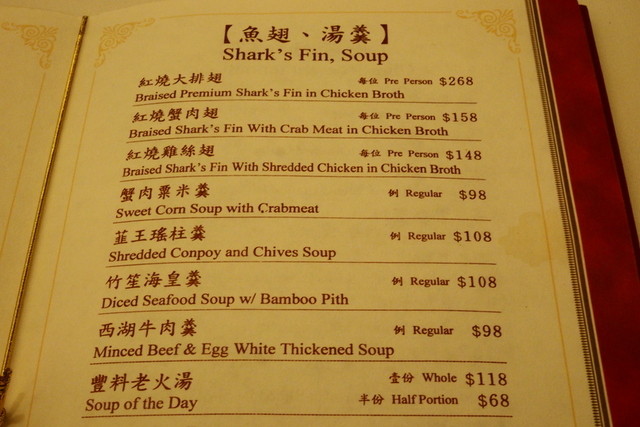 【魚翅、湯羹】
Shark's Fin, Soup
紅燒大排翅 每位 Pre Person $268
Braised Premium Shark's Fin in Chicken Broth
紅燒蟹肉翅 每位 Pre Person $158
Braised Shark's Fin With Crab Meat in Chicken Broth
紅燒雞絲翅 每位 Pre Person $148
Braised Shark's Fin With Shredded Chicken in Chicken Broth
蟹肉粟米羹 例 Regular $98
Sweet Corn Soup with Crabmeat
韮王瑤柱羹 例 Regular $108
Shredded Conpoy and Chives Soup
竹笙海皇羹 例 Regular $108
Diced Seafood Soup w/ Bamboo Pith
西湖牛肉羹 例 Regular $98
Minced Beef & Egg White Thickened Soup
豐料老火湯 壹份 Whole $118
Soup of the Day 半份 Half Portion $68